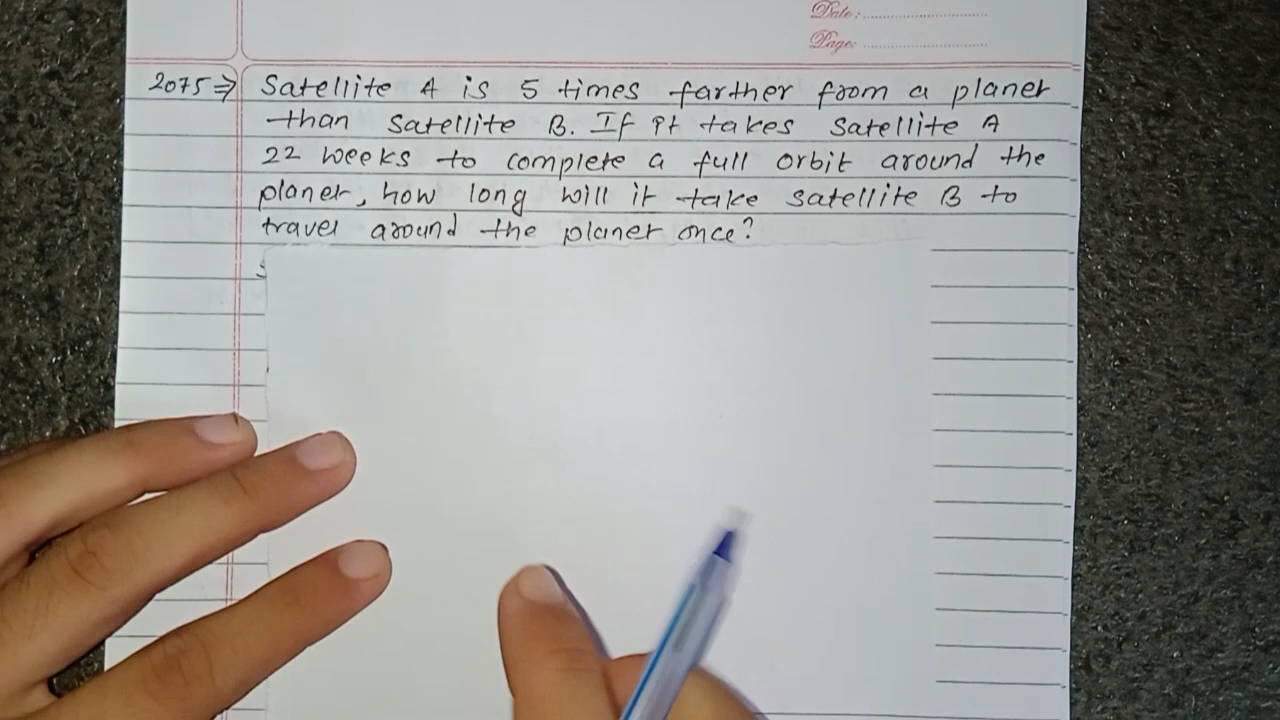 Date:
Page:
2075⇒ Satellite A is 5 times farther from a planet
than satellite B. If it takes satellite A
22 weeks to complete a full orbit around the
planet, how long will it take satellite B to
travel around the planet once?